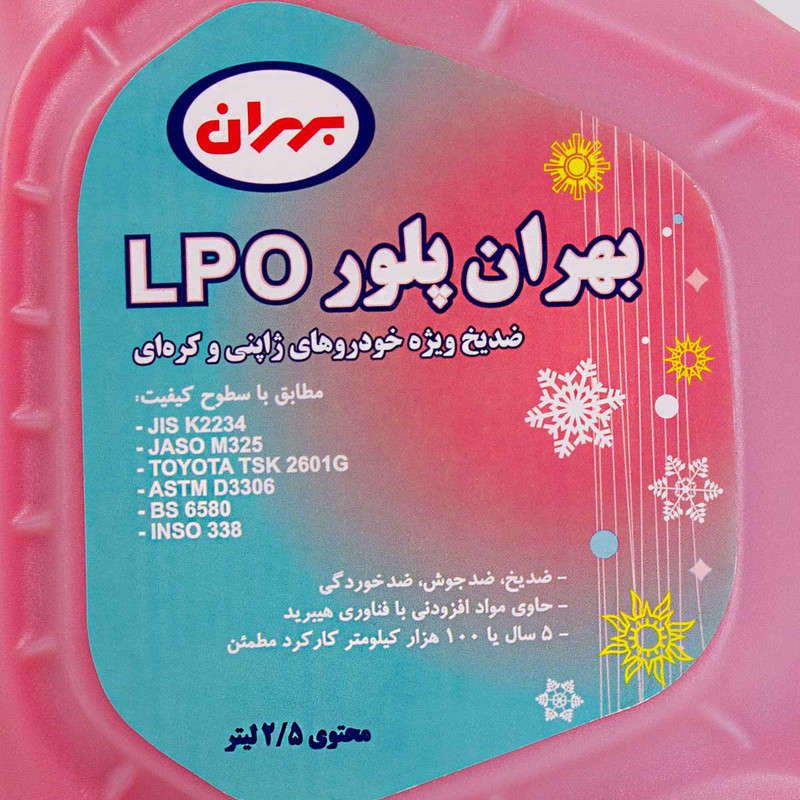 بهران
بهران پلور LPO
ضدیخ ویژه خودروهای ژاپنی و کره‌ای
مطابق با سطوح کیفیت:
- JIS K2234
- JASO M325
- TOYOTA TSK 2601G
- ASTM D3306
- BS 6580
- INSO 338
- ضدیخ، ضدجوش، ضدخوردگی
- حاوی مواد افزودنی با فناوری هیبرید
- ۵ سال یا ۱۰۰ هزار کیلومتر کارکرد مطمئن
محتوی ۲/۵ لیتر